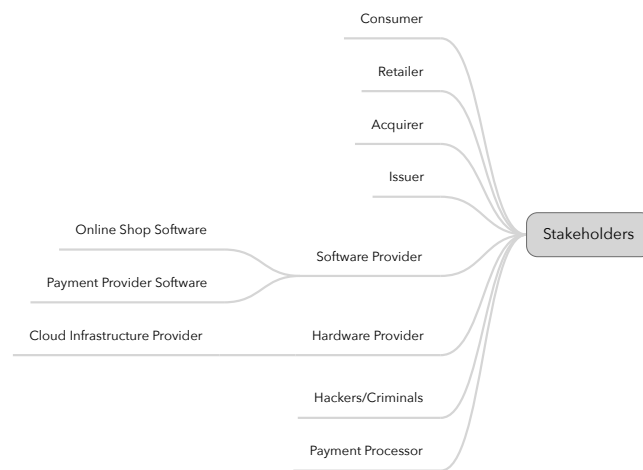 Consumer
Retailer
Acquirer
Issuer
Stakeholders
Online Shop Software
Software Provider
Payment Provider Software
Cloud Infrastructure Provider
Hardware Provider
Hackers/Criminals
Payment Processor